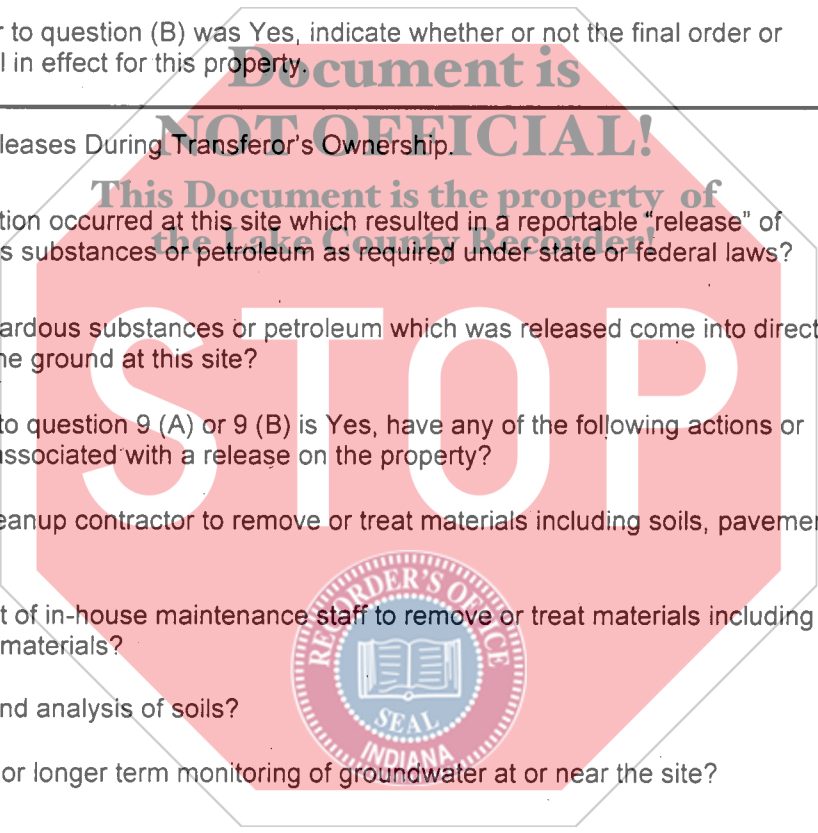 r to question (B) was Yes, indicate whether or not the final order or
l in effect for this property.
Document is
NOT OFFICIAL!
leases During Transferor's Ownership.
This Document is the property of
the Lake County Recorder!
tion occurred at this site which resulted in a reportable "release" of
s substances or petroleum as required under state or federal laws?
ardous substances or petroleum which was released come into direct
he ground at this site?
to question 9 (A) or 9 (B) is Yes, have any of the following actions or
associated with a release on the property?
STOP
eanup contractor to remove or treat materials including soils, pavemen
t of in-house maintenance staff to remove or treat materials including
materials?
nd analysis of soils?
or longer term monitoring of groundwater at or near the site?
RECORDER'S OFFICE
SEAL
INDIANA